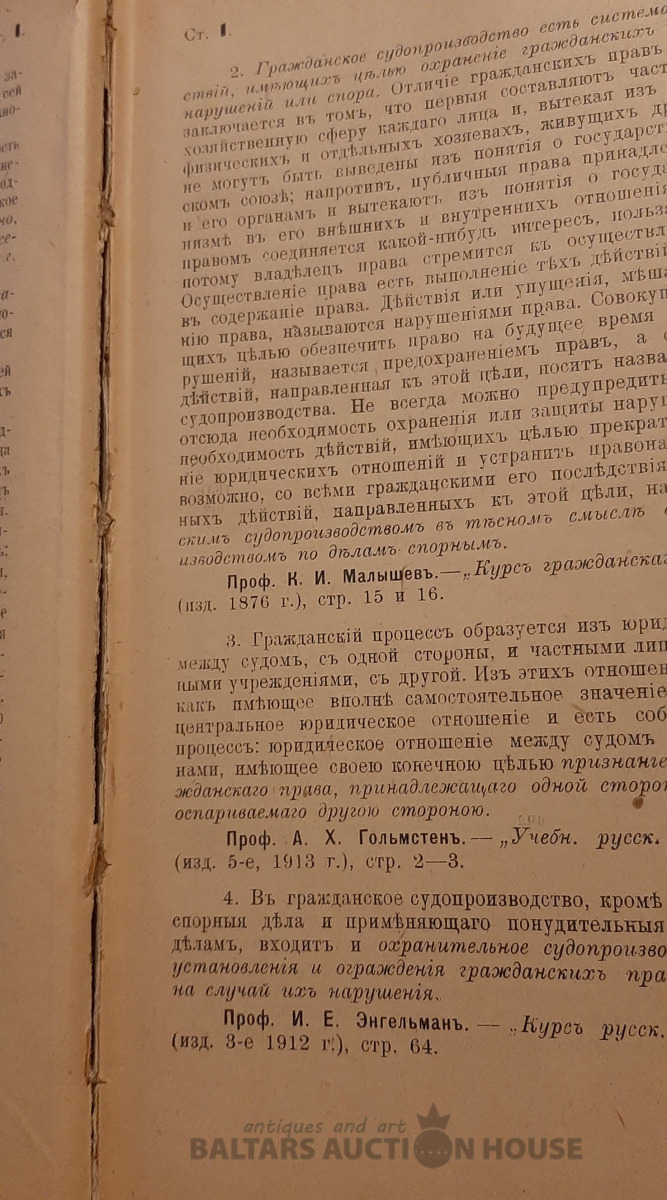 I.
за-
сей
Ст. I.
2. Гражданское судопроизводство есть система
ствій, имѣющихъ цѣлью охраненіе гражданскихъ
нарушеній или спора. Отличіе гражданскихъ правъ
заключается въ томъ, что первыя составляютъ част
хозяйственную сферу каждаго лица и, вытекая изъ
физическихъ и отдѣльныхъ хозяевахъ, живущихъ
не могутъ быть выведены изъ понятія о государст
скомъ союзѣ; напротивъ, публичныя права принадле
и его органамъ и вытекаютъ изъ понятія о госуда
низмѣ въ его внѣшнихъ и внутреннихъ отношенія
правомъ соединяется какой-нибудь интересъ, польза
потому владѣлецъ права стремится къ осуществл
Осуществленіе права есть выполненіе тѣхъ дѣйствій
въ содержаніе права. Дѣйствія или упущенія, мѣша
нію права, называются нарушеніями права. Совокуп
щихъ цѣлью обезпечить право на будущее время
рушеній, называется предохраненіемъ правъ, а с
дѣйствій, направленная къ этой цѣли, носитъ назва
судопроизводства. Не всегда можно предупредить
отсюда необходимость охраненія или защиты наруш
необходимость дѣйствій, имѣющихъ цѣлью прекрат
ніе юридическихъ отношеній и устранить правона
возможно, со всѣми гражданскими его послѣдствія
ныхъ дѣйствій, направленныхъ къ этой цѣли, на
скимъ судопроизводствомъ въ тѣсномъ смыслѣ
изводствомъ по дѣламъ спорнымъ.
Проф. К. И. Малышевъ.—„Курсъ гражданскаг
(изд. 1876 г.), стр. 15 и 16.
3. Гражданскій процессъ образуется изъ юрид
между судомъ, съ одной стороны, и частными лиц
ными учрежденіями, съ другой. Изъ этихъ отношен
какъ имѣющее вполнѣ самостоятельное значеніе
центральное юридическое отношеніе и есть соб
процессъ: юридическое отношеніе между судомъ
нами, имѣющее своею конечною цѣлью признаніе
жданскаго права, принадлежащаго одной сторон
оспариваемаго другою стороною.
Проф. А. Х. Гольмстенъ. — „Учебн. русск.
(изд. 5-е, 1913 г.), стр. 2—3.
4. Въ гражданское судопроизводство, кромѣ
спорныя дѣла и примѣняющаго понудительныя
дѣламъ, входитъ и охранительное судопроизво
установленія и огражденія гражданскихъ пра
на случай ихъ нарушенія.
Проф. И. Е. Энгельманъ. — „Курсъ русск.
(изд. 3-е 1912 г.), стр. 64.
antiques and art
BALTARS AUCTION HOUSE